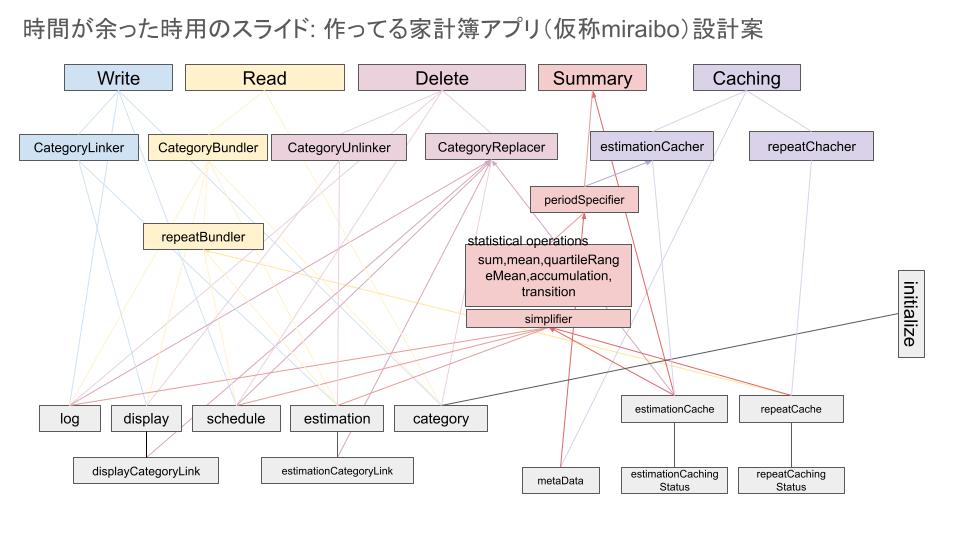 時間が余った時用のスライド: 作ってる家計簿アプリ（仮称miraibo）設計案
Write
Read
Delete
Summary
Caching
CategoryLinker
CategoryBundler
CategoryUnlinker
CategoryReplacer
estimationCacher
repeatChacher
periodSpecifier
repeatBundler
statistical operations
sum,mean,quartileRang
eMean,accumulation,
transition
simplifier
initialize
log
display
schedule
estimation
category
estimationCache
repeatCache
displayCategoryLink
estimationCategoryLink
metaData
estimationCaching
Status
repeatCaching
Status